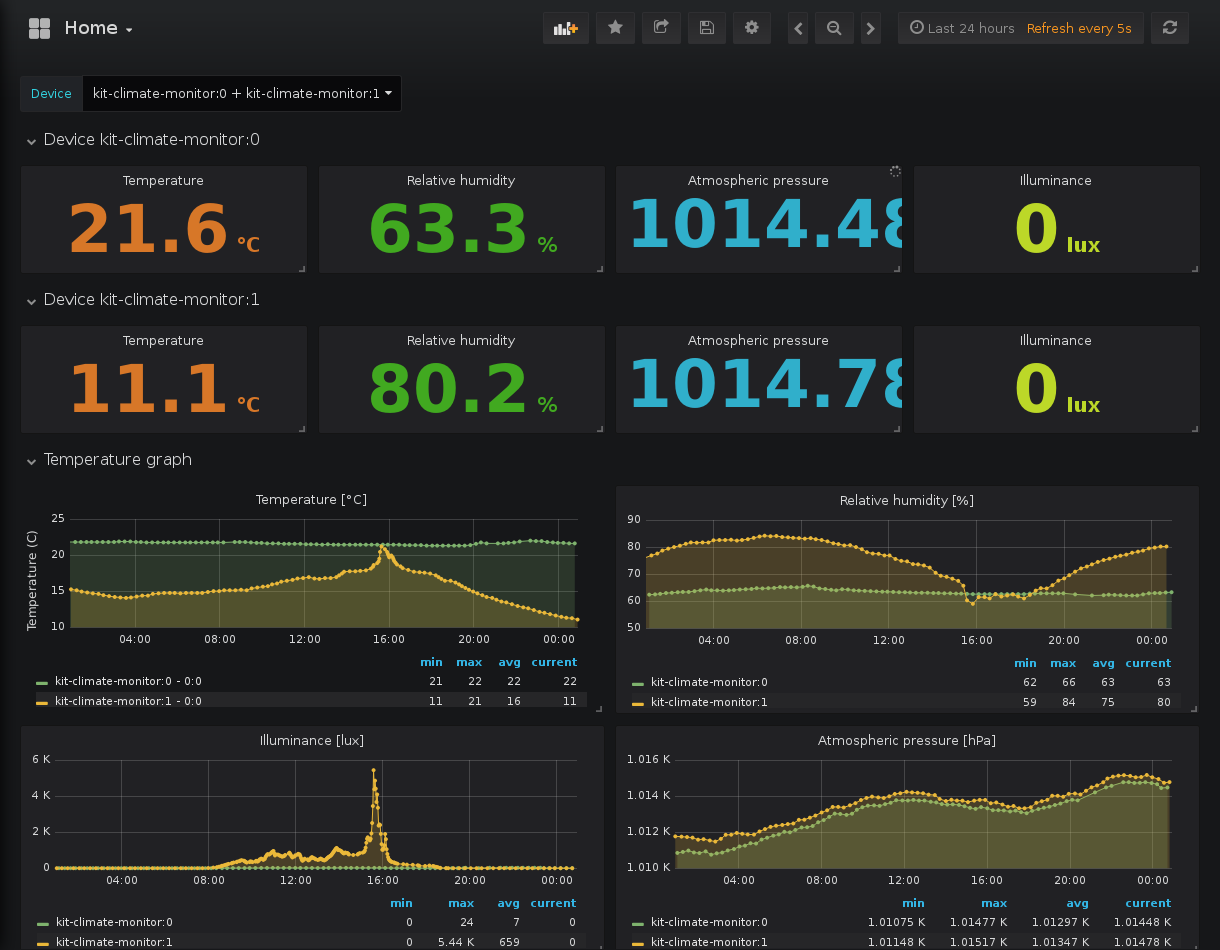 Home
Last 24 hours Refresh every 5s
Device kit-climate-monitor:0 + kit-climate-monitor:1
Device kit-climate-monitor:0
Temperature Relative humidity Atmospheric pressure Illuminance
21.6 °C 63.3 % 1014.48 0 lux
Device kit-climate-monitor:1
Temperature Relative humidity Atmospheric pressure Illuminance
11.1 °C 80.2 % 1014.78 0 lux
Temperature graph
Temperature [°C]
Temperature (C)
25
20
15
10
04:00 08:00 12:00 16:00 20:00 00:00
min max avg current
kit-climate-monitor:0 - 0:0 21 22 22 22
kit-climate-monitor:1 - 0:0 11 21 16 11
Relative humidity [%]
90
80
70
60
50
04:00 08:00 12:00 16:00 20:00 00:00
min max avg current
kit-climate-monitor:0 62 66 63 63
kit-climate-monitor:1 59 84 75 80
Illuminance [lux]
6 K
4 K
2 K
0
04:00 08:00 12:00 16:00 20:00 00:00
min max avg current
kit-climate-monitor:0 0 24 7 0
kit-climate-monitor:1 0 5.44 K 659 0
Atmospheric pressure [hPa]
1.016 K
1.014 K
1.012 K
1.010 K
04:00 08:00 12:00 16:00 20:00 00:00
min max avg current
kit-climate-monitor:0 1.01075 K 1.01477 K 1.01297 K 1.01448 K
kit-climate-monitor:1 1.01148 K 1.01517 K 1.01347 K 1.01478 K